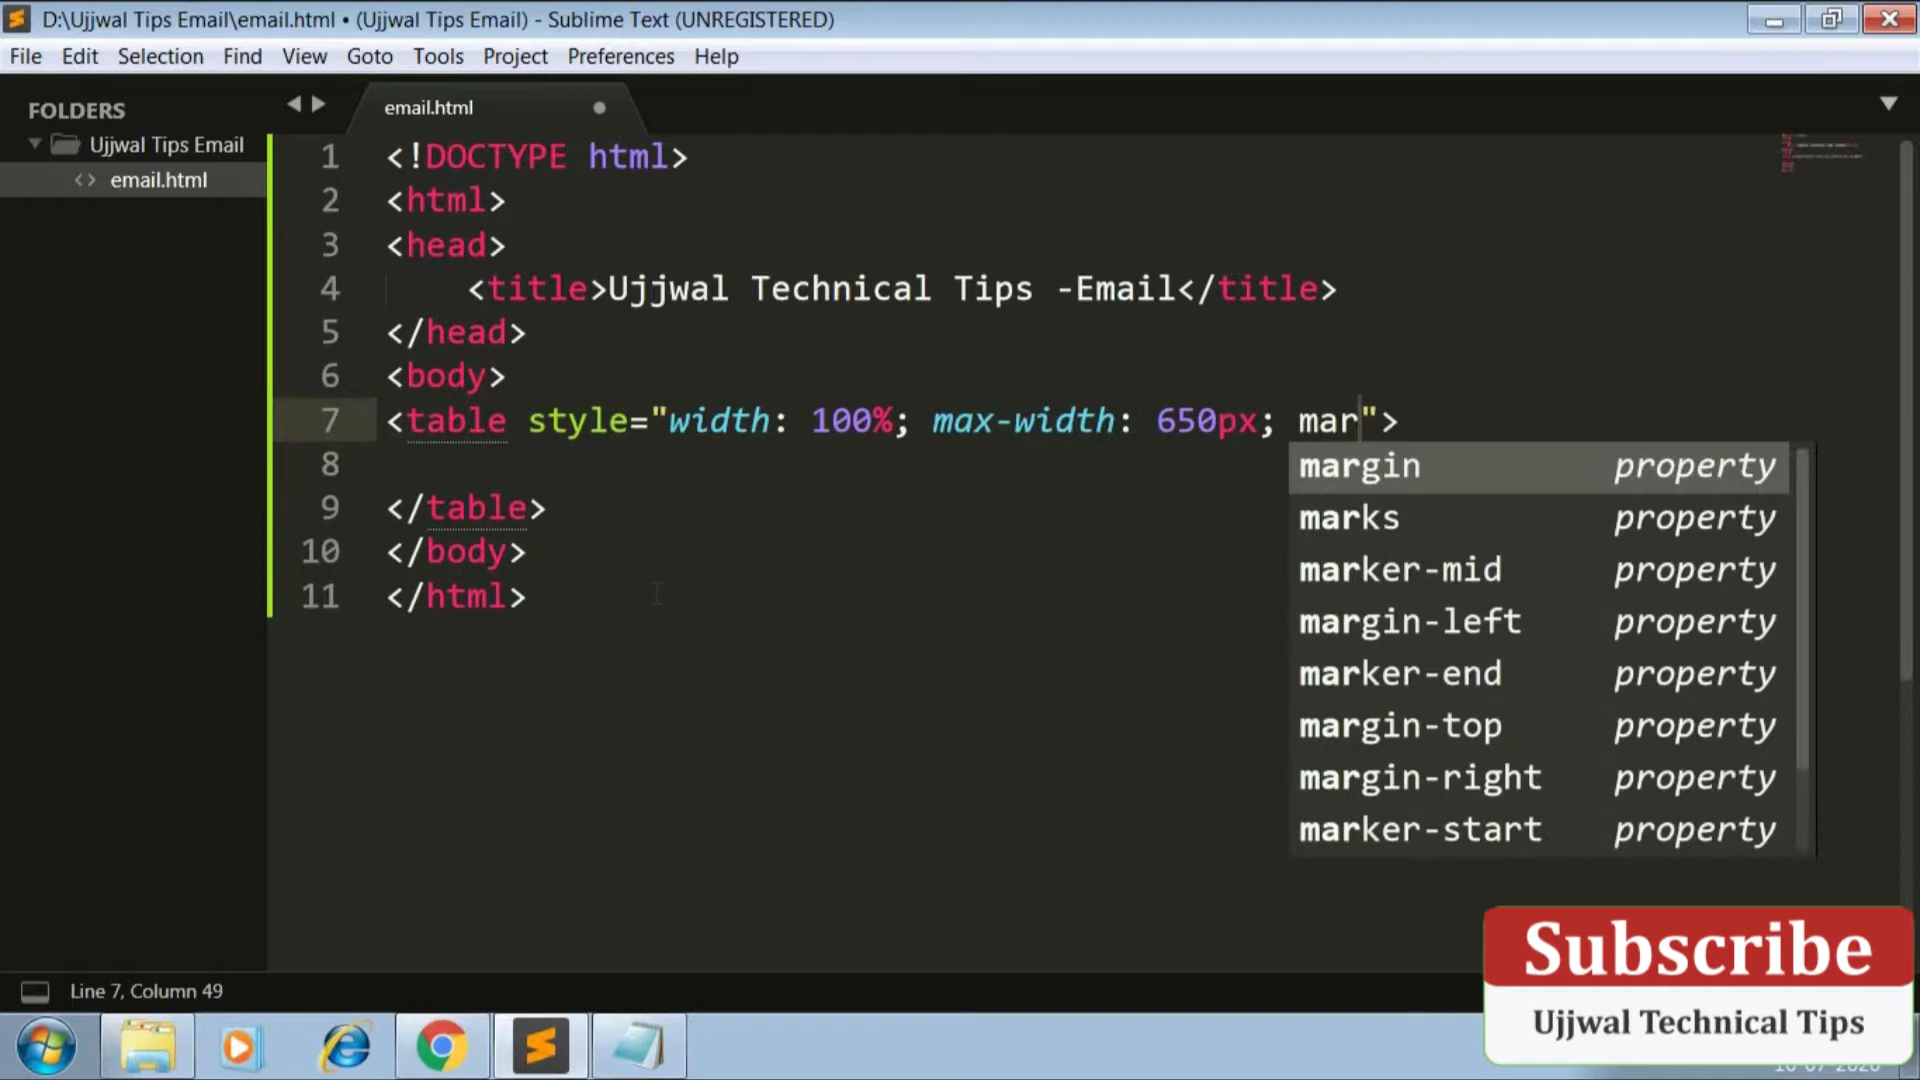 D:\Ujjwal Tips Email\email.html • (Ujjwal Tips Email) - Sublime Text (UNREGISTERED)
File Edit Selection Find View Goto Tools Project Preferences Help
FOLDERS
Ujjwal Tips Email
<> email.html
email.html
1 <!DOCTYPE html>
2 <html>
3 <head>
4 <title>Ujjwal Technical Tips -Email</title>
5 </head>
6 <body>
7 <table style="width: 100%; max-width: 650px; mar">
8
9 </table>
10 </body>
11 </html>
margin property
marks property
marker-mid property
margin-left property
marker-end property
margin-top property
margin-right property
marker-start property
Line 7, Column 49
Subscribe
Ujjwal Technical Tips